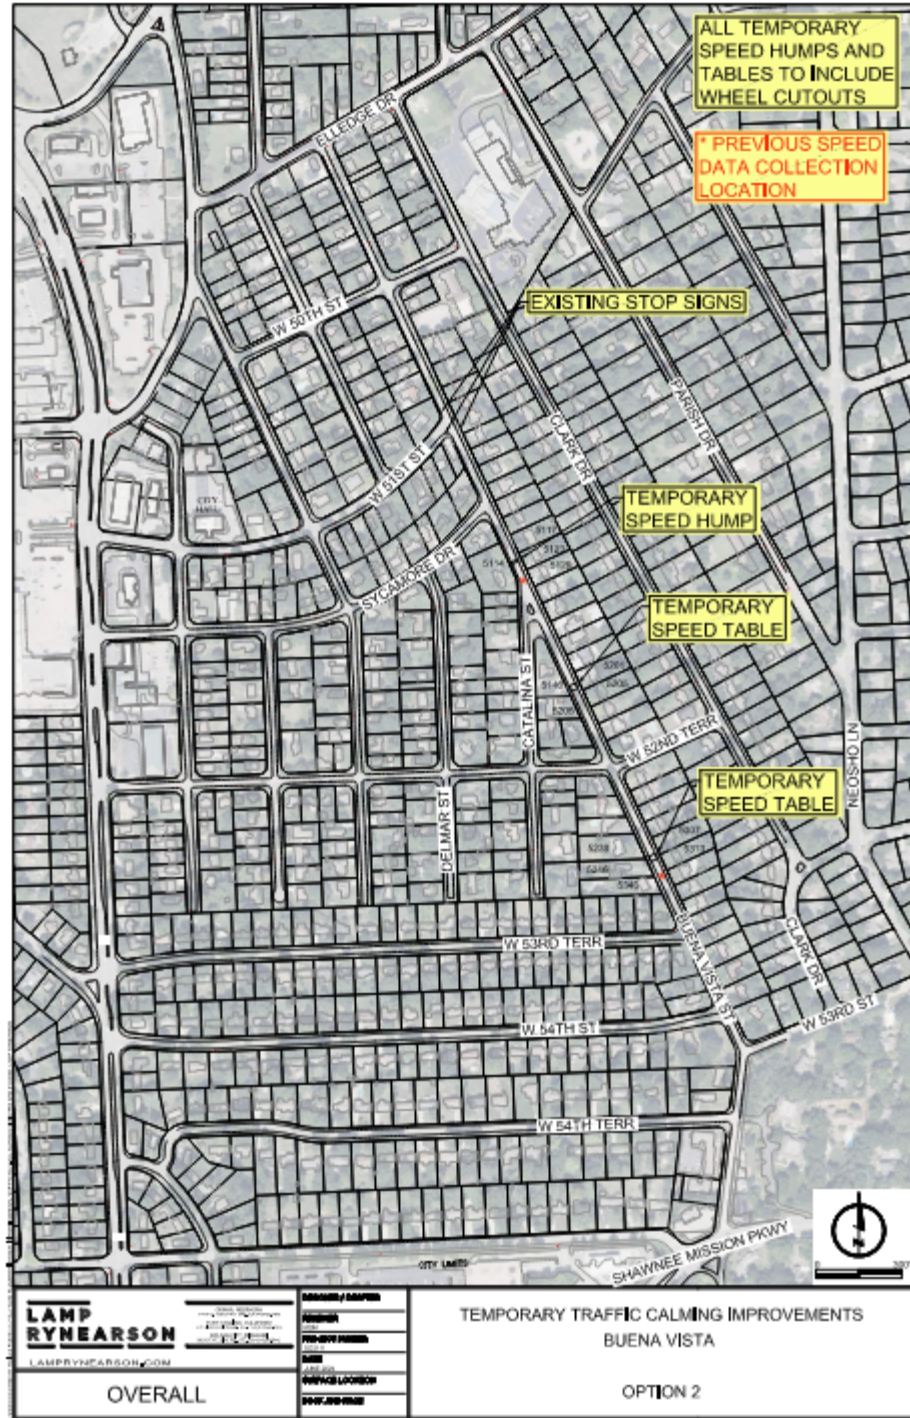 ALL TEMPORARY
SPEED HUMPS AND
TABLES TO INCLUDE
WHEEL CUTOUTS
* PREVIOUS SPEED
DATA COLLECTION
LOCATION
ELLEDGE DR
W 50TH ST
EXISTING STOP SIGNS
PARISH DR
CLARK DR
W 51ST ST
CITY
HALL
TEMPORARY
SPEED HUMP
5114
SYCAMORE DR
TEMPORARY
SPEED TABLE
CATALINA ST
W 52ND TERR
NEOSHO LN
TEMPORARY
SPEED TABLE
DELMAR ST
BUENA VISTA ST
W 53RD TERR
CLARK DR
W 53RD ST
W 54TH ST
W 54TH TERR
SHAWNEE MISSION PKWY
CITY LIMITS
N
LAMP
RYNEARSON
LAMPRYNEARSON.COM
OVERALL
TEMPORARY TRAFFIC CALMING IMPROVEMENTS
BUENA VISTA
OPTION 2